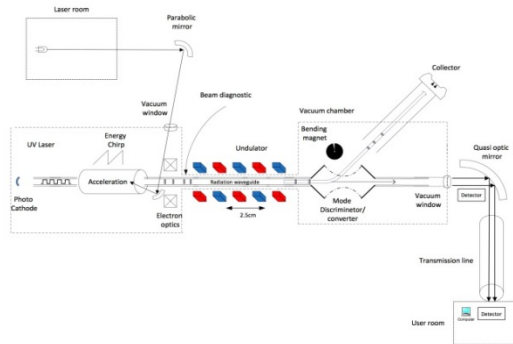 Laser room
Parabolic
mirror
Collector
Beam diagnostic
Vacuum
window
Vacuum chamber
Energy
Chirp
Undulator
Bending
magnet
UV Laser
Quasi optic
mirror
Acceleration
Radiation waveguide
Photo
Cathode
Electron
optics
2.5cm
Mode
Discriminetor/
converter
Vacuum
window
Detector
Transmission line
Computer
Detector
User room